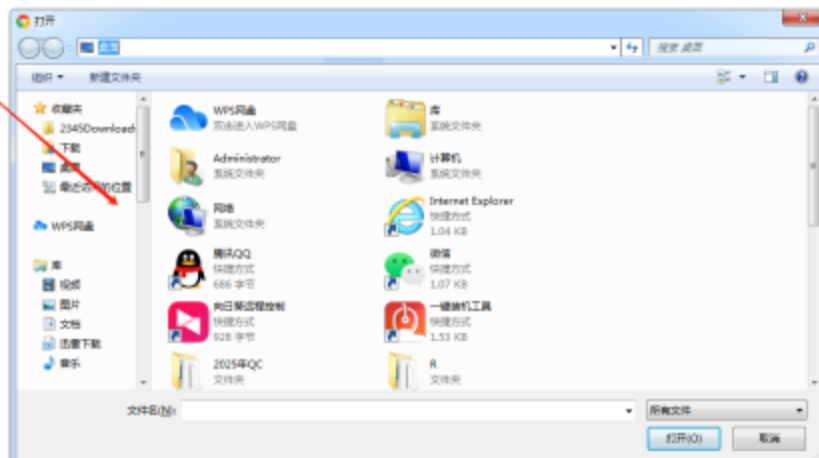 打开
桌面
搜索 桌面
组织
新建文件夹
收藏夹
2345Download
下载
桌面
最近访问的位置
WPS网盘
库
视频
图片
文档
迅雷下载
音乐
WPS网盘
双击进入WPS网盘
库
系统文件夹
Administrator
系统文件夹
计算机
系统文件夹
网络
系统文件夹
Internet Explorer
快捷方式
1.04 KB
腾讯QQ
快捷方式
686 字节
微信
快捷方式
1.07 KB
向日葵远程控制
快捷方式
928 字节
一键装机工具
快捷方式
1.53 KB
2025年QC
文件夹
R
文件夹
文件名(N):
所有文件
打开(O)
取消